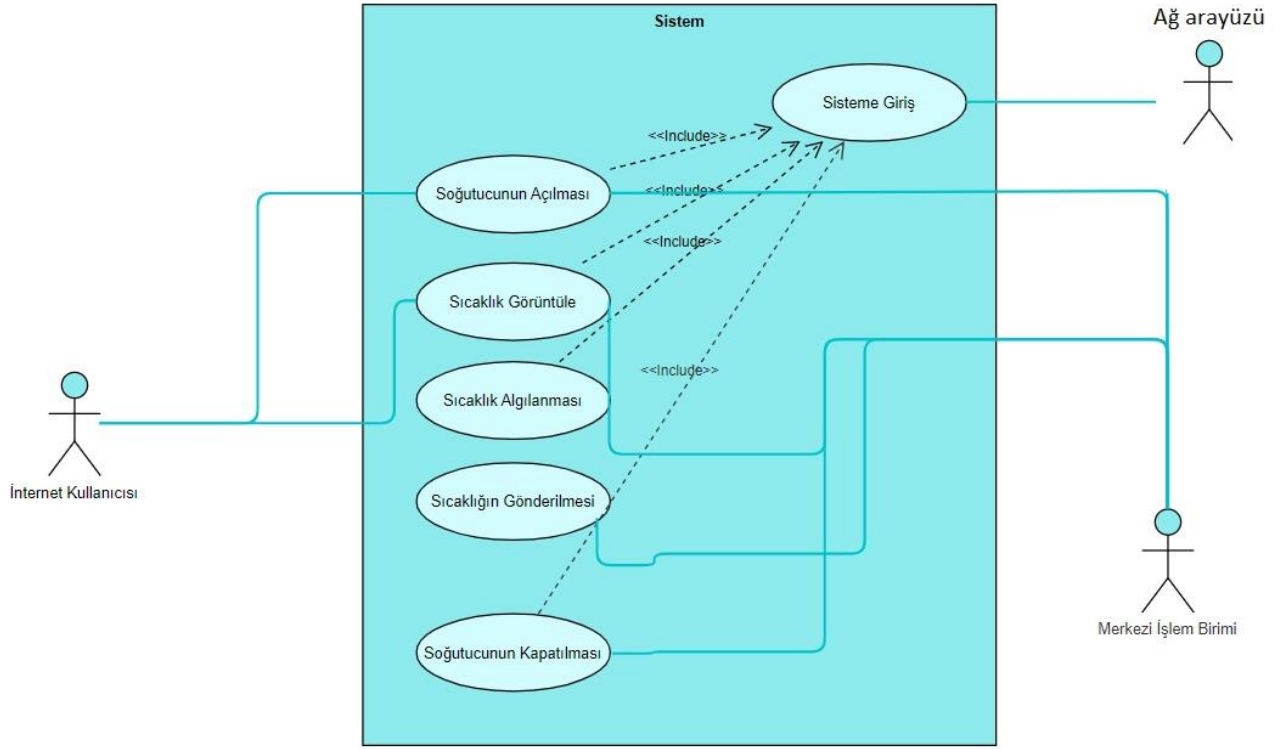 Sistem
Ağ arayüzü
Sisteme Giriş
<<Include>>
Soğutucunun Açılması
<<Include>>
<<Include>>
Sıcaklık Görüntüle
<<Include>>
Sıcaklık Algılanması
İnternet Kullanıcısı
Sıcaklığın Gönderilmesi
Merkezi İşlem Birimi
Soğutucunun Kapatılması